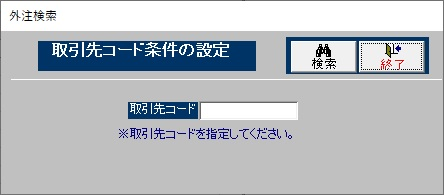 外注検索
取引先コード条件の設定
検索
終了
取引先コード
※取引先コードを指定してください。